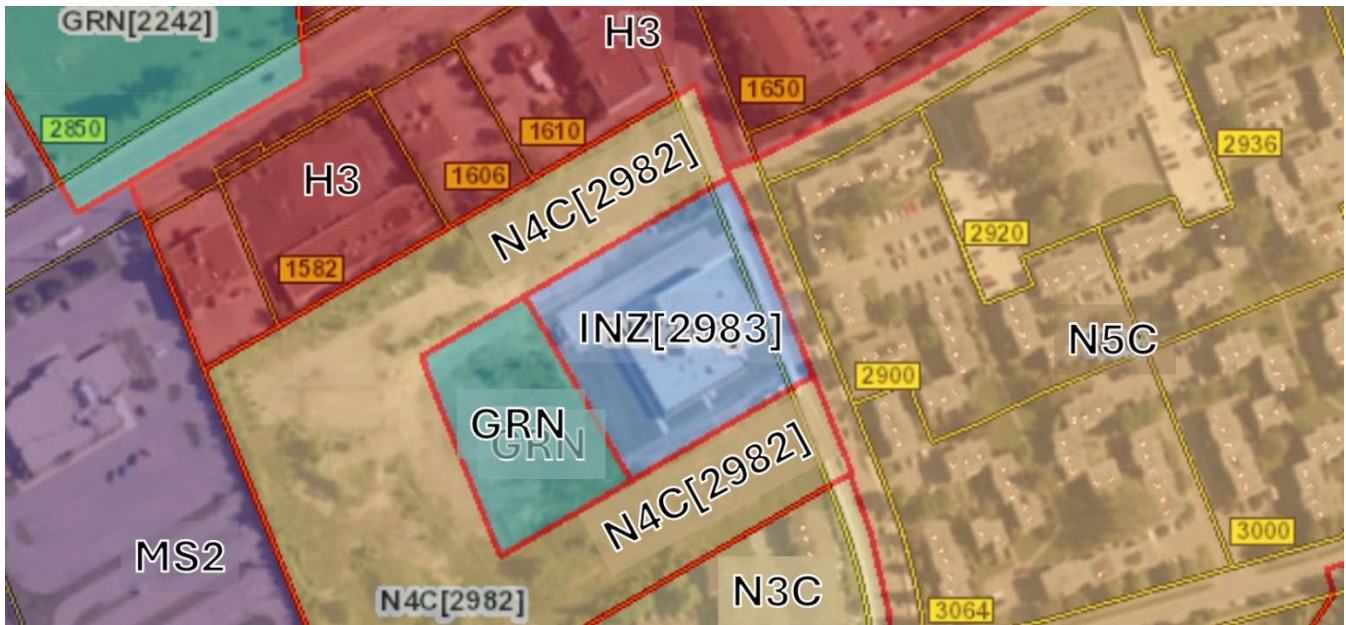 GRN[2242]
H3
1650
2850
1610
2936
1606
H3
N4C[2982]
2920
1582
INZ[2983]
N5C
2900
GRN
GRN
N4C[2982]
3000
MS2
N4C[2982]
N3C
3064